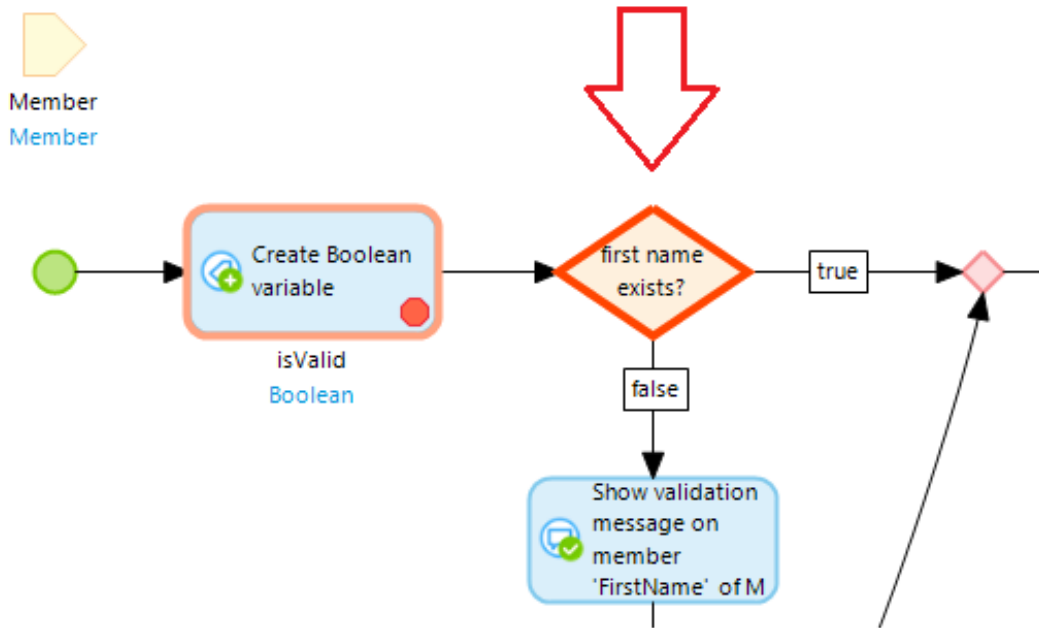 Member
Member
Create Boolean
variable
isValid
Boolean
first name
exists?
true
false
Show validation
message on
member
'FirstName' of M